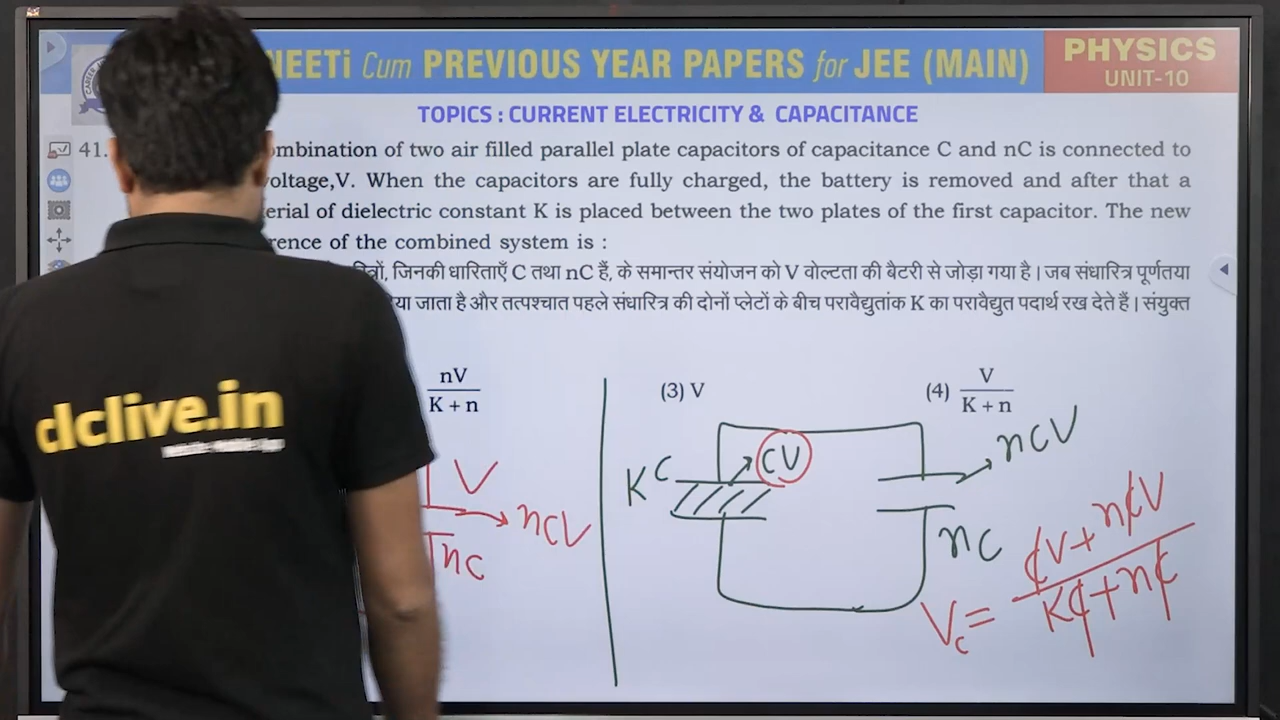 NEETi Cum PREVIOUS YEAR PAPERS for JEE (MAIN)
PHYSICS
UNIT-10
TOPICS : CURRENT ELECTRICITY & CAPACITANCE
41.
of two air filled parallel plate capacitors of capacitance C and nC is connected to
voltage,V. When the capacitors are fully charged, the battery is removed and after that a
of dielectric constant K is placed between the two plates of the first capacitor. The new
of the combined system is :
जिनकी धारिताएँ C तथा nC हैं, के समान्तर संयोजन को V वोल्टता की बैटरी से जोड़ा गया है। जब संधारित्र पूर्णतया
जाता है और तत्पश्चात पहले संधारित्र की दोनों प्लेटों के बीच परावैद्युतांक K का परावैद्युत पदार्थ रख देते हैं। संयुक्त
nV
K + n
(3) V
(4) V
K + n
KC
CV
nCV
nC
V
nCV
nC
Vc = CV + nCV
KC + nC
dclive.in